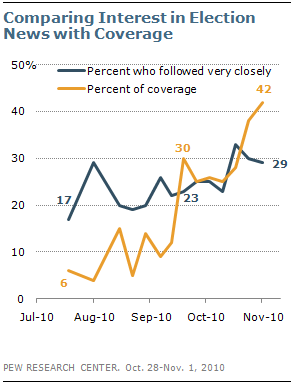 Comparing Interest in Election
News with Coverage
50%
Percent who followed very closely
Percent of coverage
42
40
30
30
29
17
20
23
10
6
0
Jul-10 Aug-10 Sep-10 Oct-10 Nov-10
PEW RESEARCH CENTER. Oct. 28-Nov. 1, 2010